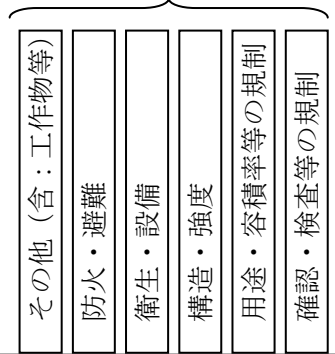 その他（含：工作物等）
防火・避難
衛生・設備
構造・強度
用途・容積率等の規制
確認・検査等の規制